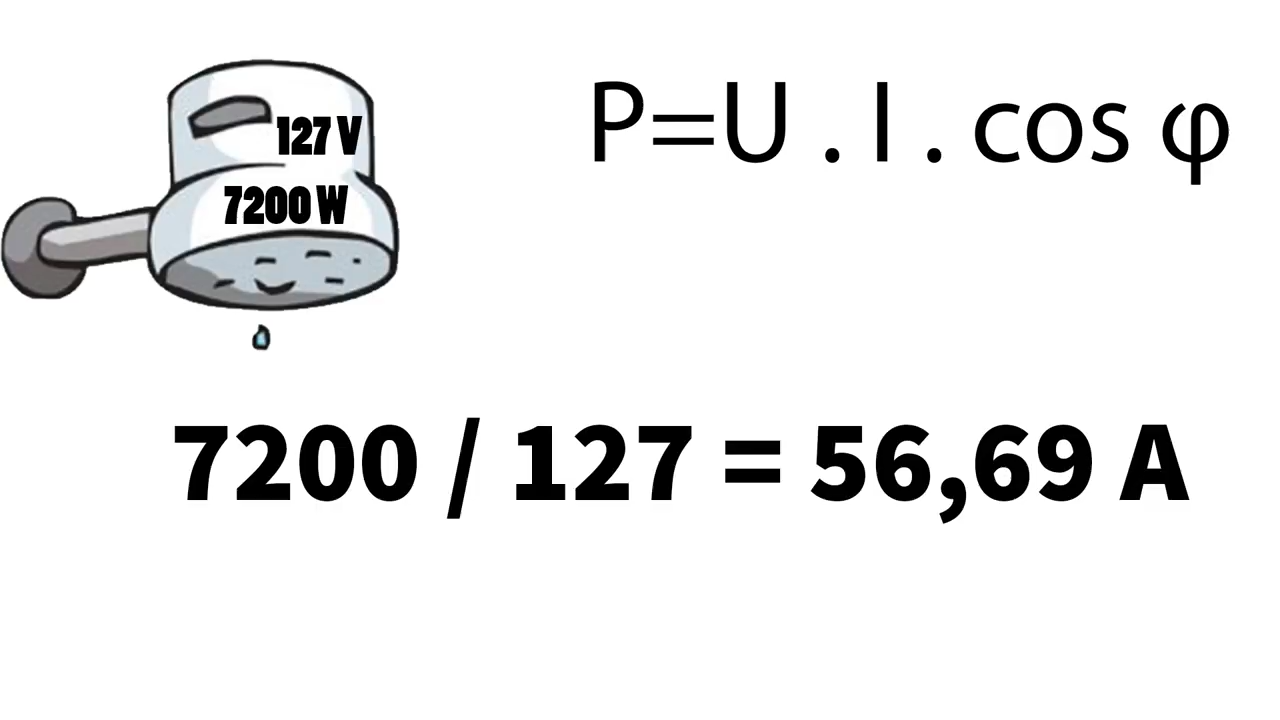 127 V
7200 W
P=U . I . cos φ
7200 / 127 = 56,69 A